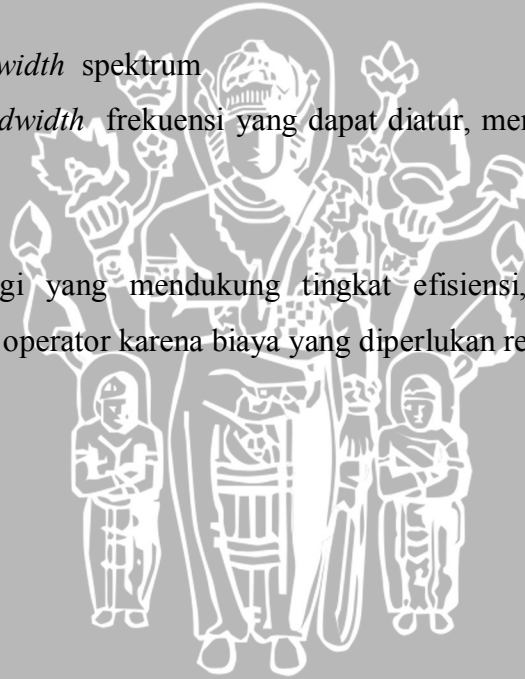 width spektrum
dwidth frekuensi yang dapat diatur, mer
gi yang mendukung tingkat efisiensi,
operator karena biaya yang diperlukan re